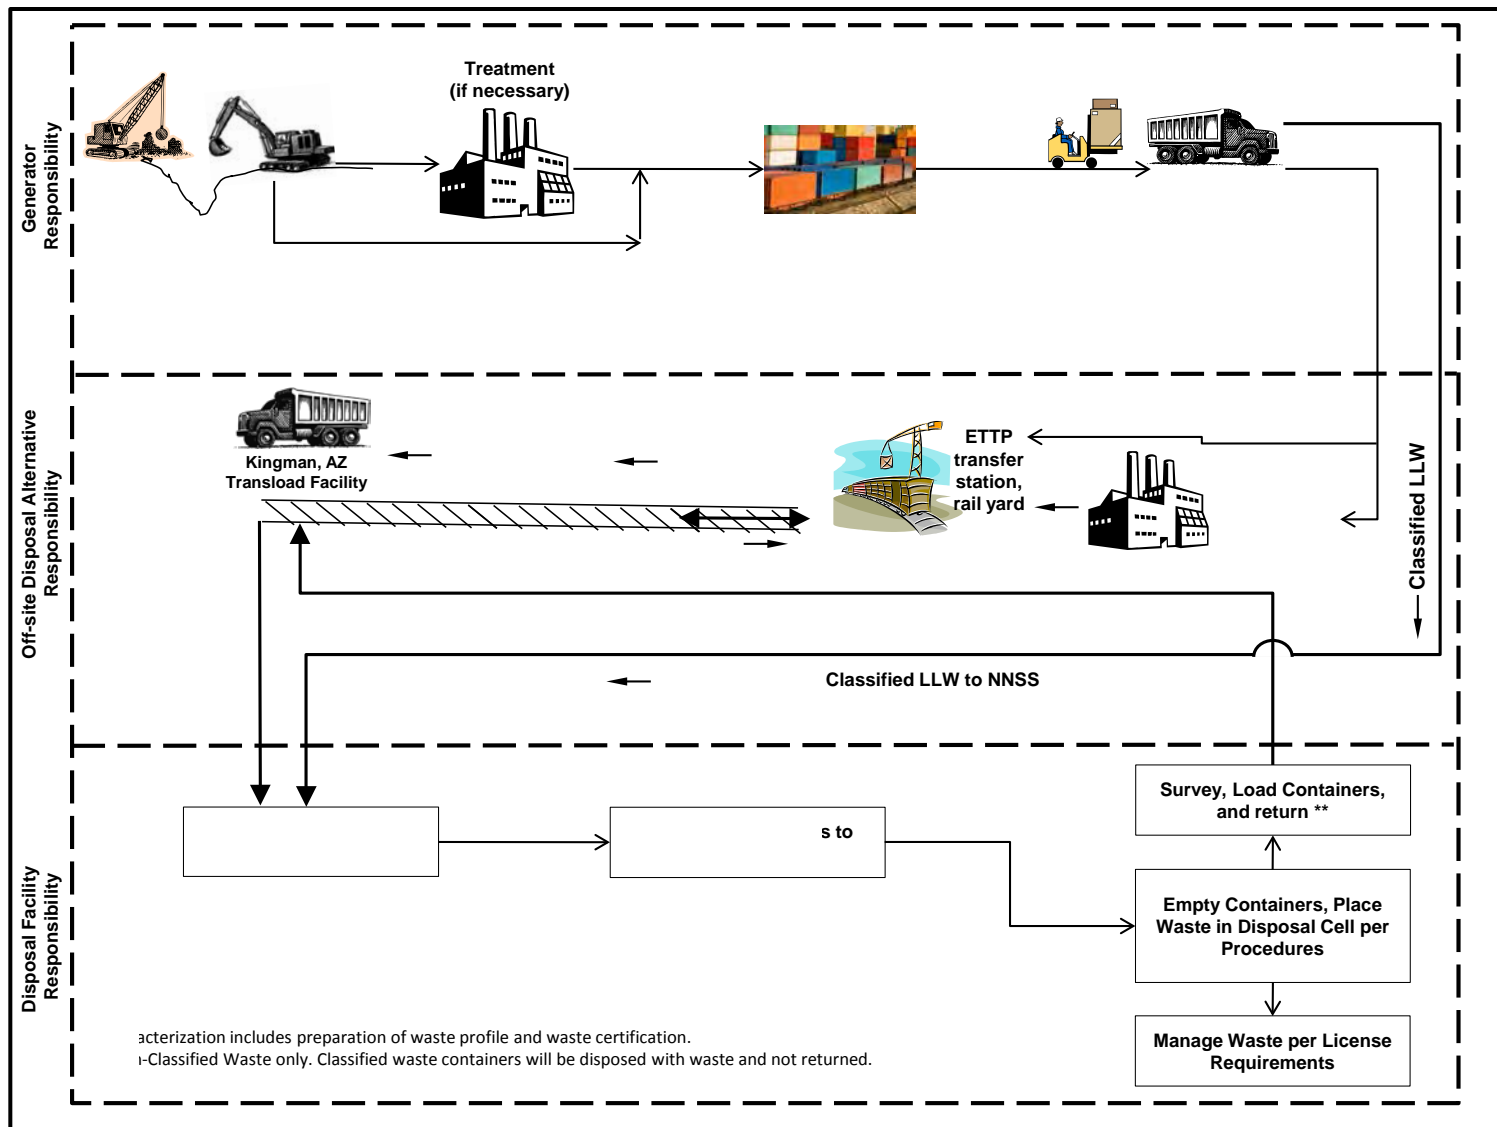 Generator
Responsibility
Treatment
(if necessary)
Off-site Disposal Alternative
Responsibility
Kingman, AZ
Transload Facility
ETTP
transfer
station,
rail yard
Classified LLW
Classified LLW to NNSS
Disposal Facility
Responsibility
s to
Survey, Load Containers,
and return **
Empty Containers, Place
Waste in Disposal Cell per
Procedures
Manage Waste per License
Requirements
acterization includes preparation of waste profile and waste certification.
-Classified Waste only. Classified waste containers will be disposed with waste and not returned.